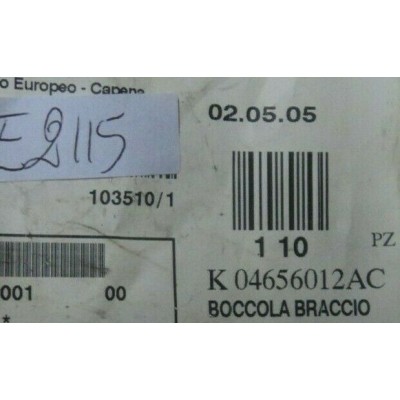 o Europeo - Capena
02.05.05
E2115
103510/1
1 10 PZ
001 00
K 04656012AC
*
BOCCOLA BRACCIO